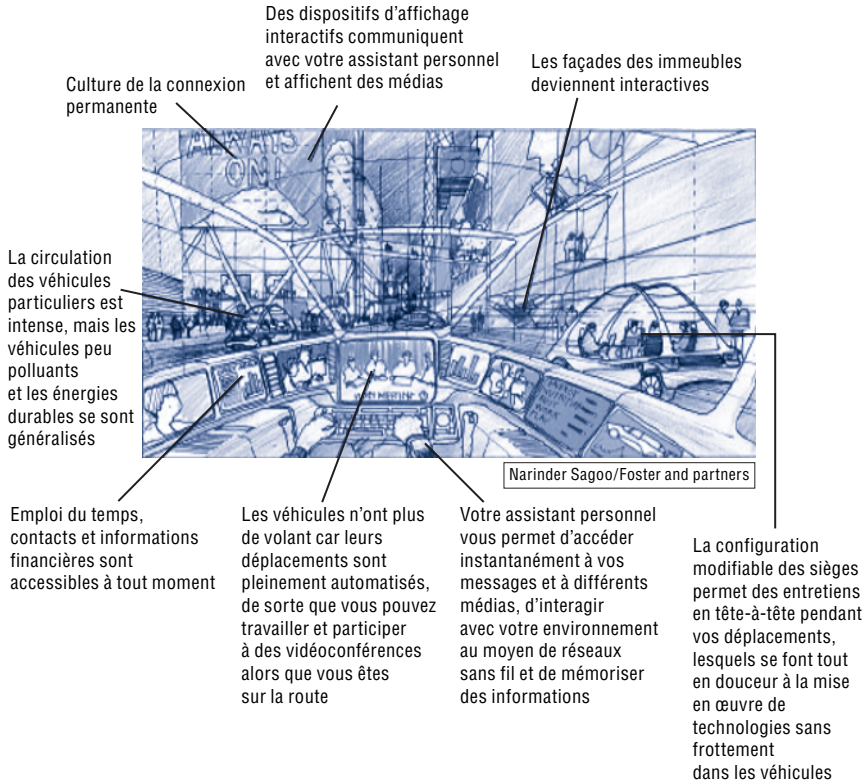 Des dispositifs d'affichage
interactifs communiquent
avec votre assistant personnel
et affichent des médias
Culture de la connexion
permanente
Les façades des immeubles
deviennent interactives
ALWAYS
ON!
La circulation
des véhicules
particuliers est
intense, mais les
véhicules peu
polluants
et les énergies
durables se sont
généralisés
Narinder Sagoo/Foster and partners
Emploi du temps,
contacts et informations
financières sont
accessibles à tout moment
Les véhicules n'ont plus
de volant car leurs
déplacements sont
pleinement automatisés,
de sorte que vous pouvez
travailler et participer
à des vidéoconférences
alors que vous êtes
sur la route
Votre assistant personnel
vous permet d'accéder
instantanément à vos
messages et à différents
médias, d'interagir
avec votre environnement
au moyen de réseaux
sans fil et de mémoriser
des informations
La configuration
modifiable des sièges
permet des entretiens
en tête-à-tête pendant
vos déplacements,
lesquels se font tout
en douceur à la mise
en œuvre de
technologies sans
frottement
dans les véhicules